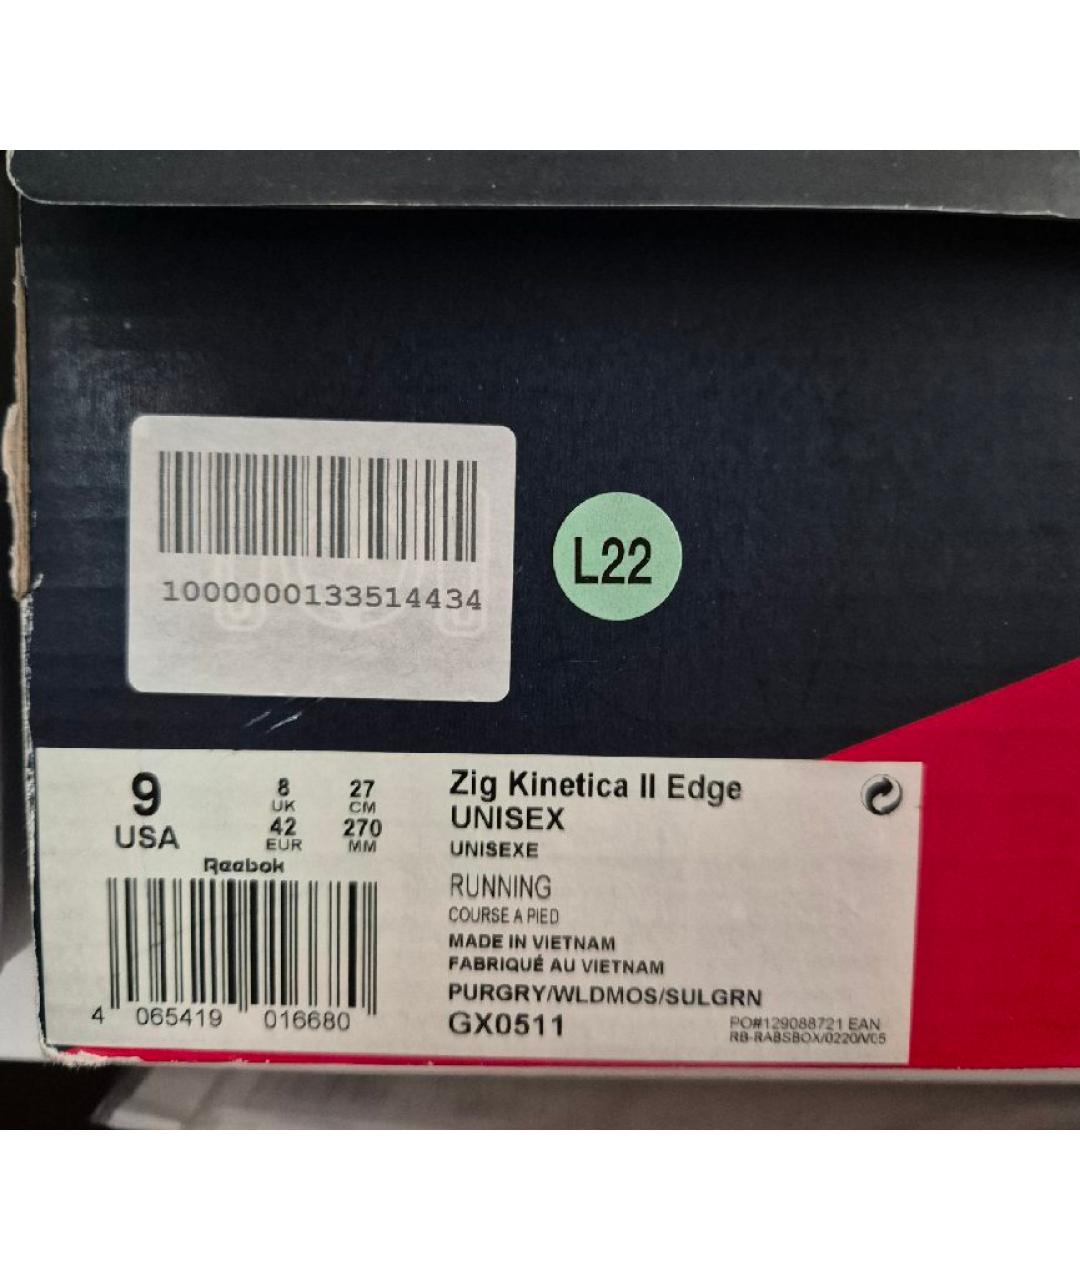 1000000133514434
L22
9
USA
8
UK
42
EUR
27
CM
270
MM
Reebok
4 065419 016680
Zig Kinetica II Edge
UNISEX
UNISEXE
RUNNING
COURSE A PIED
MADE IN VIETNAM
FABRIQUÉ AU VIETNAM
PURGRY/WLDMOS/SULGRN
GX0511
PO#129088721 EAN
RB-RABSBOX/0220/V05